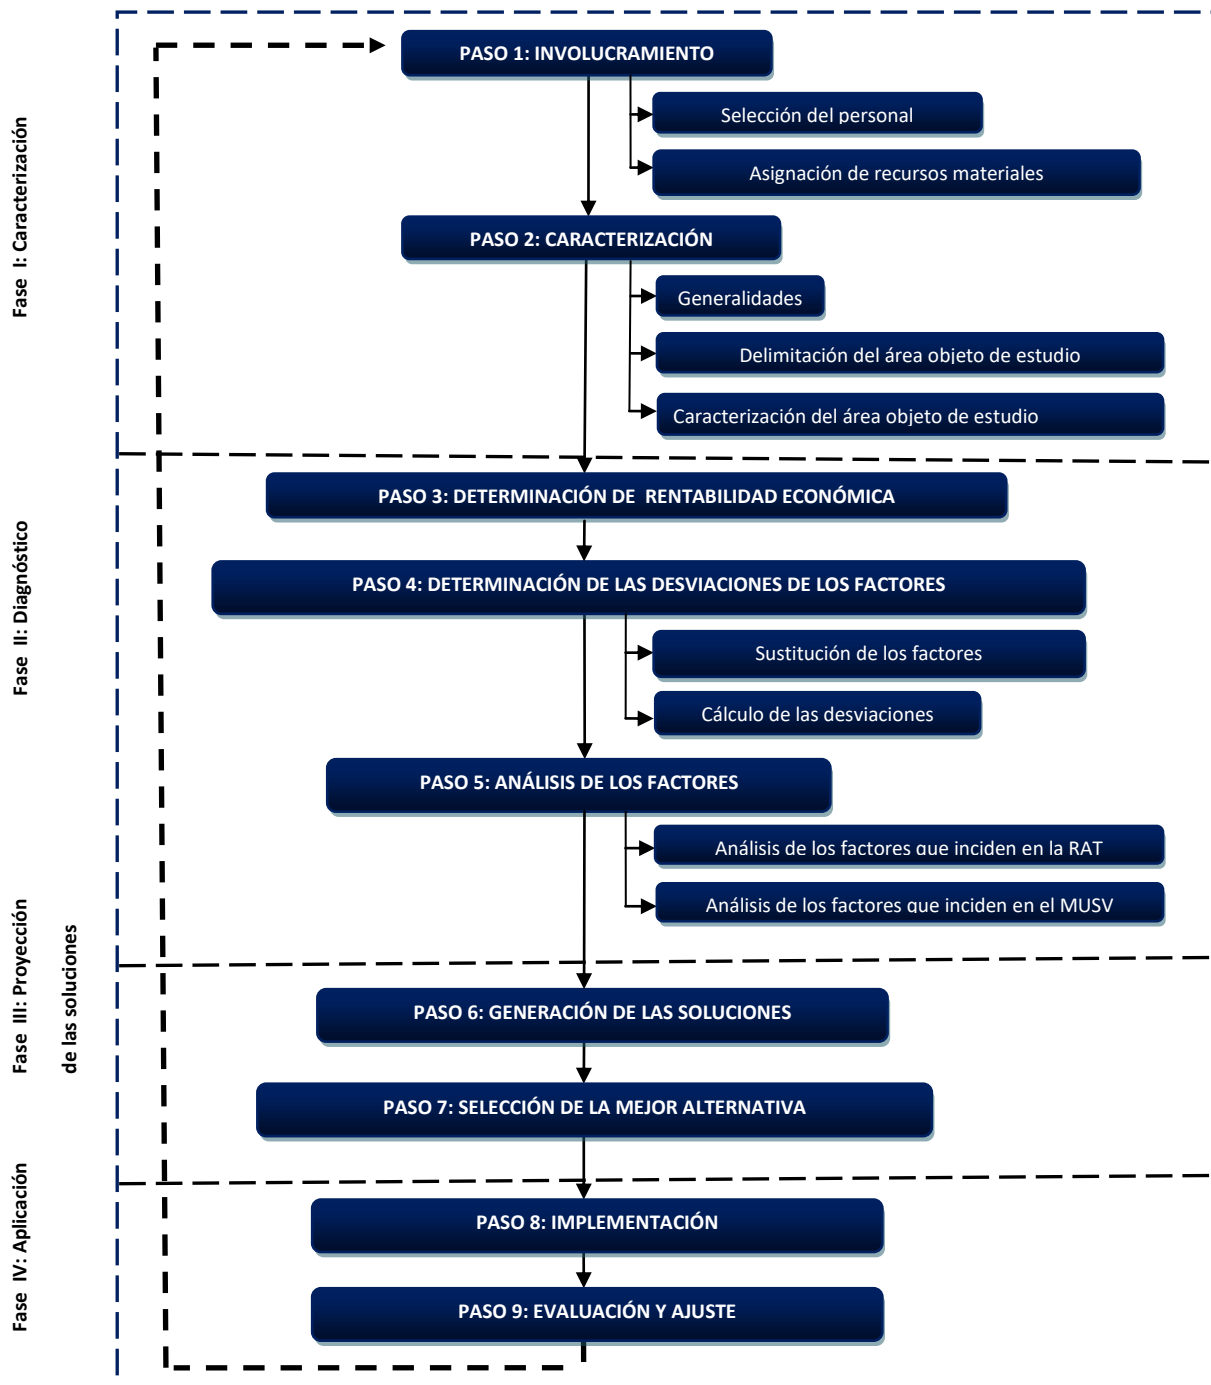 Fase I: Caracterización
PASO 1: INVOLUCRAMIENTO
Selección del personal
Asignación de recursos materiales
PASO 2: CARACTERIZACIÓN
Generalidades
Delimitación del área objeto de estudio
Caracterización del área objeto de estudio
Fase II: Diagnóstico
PASO 3: DETERMINACIÓN DE RENTABILIDAD ECONÓMICA
PASO 4: DETERMINACIÓN DE LAS DESVIACIONES DE LOS FACTORES
Sustitución de los factores
Cálculo de las desviaciones
PASO 5: ANÁLISIS DE LOS FACTORES
Análisis de los factores que inciden en la RAT
Análisis de los factores que inciden en el MUSV
Fase III: Proyección
de las soluciones
PASO 6: GENERACIÓN DE LAS SOLUCIONES
PASO 7: SELECCIÓN DE LA MEJOR ALTERNATIVA
Fase IV: Aplicación
PASO 8: IMPLEMENTACIÓN
PASO 9: EVALUACIÓN Y AJUSTE